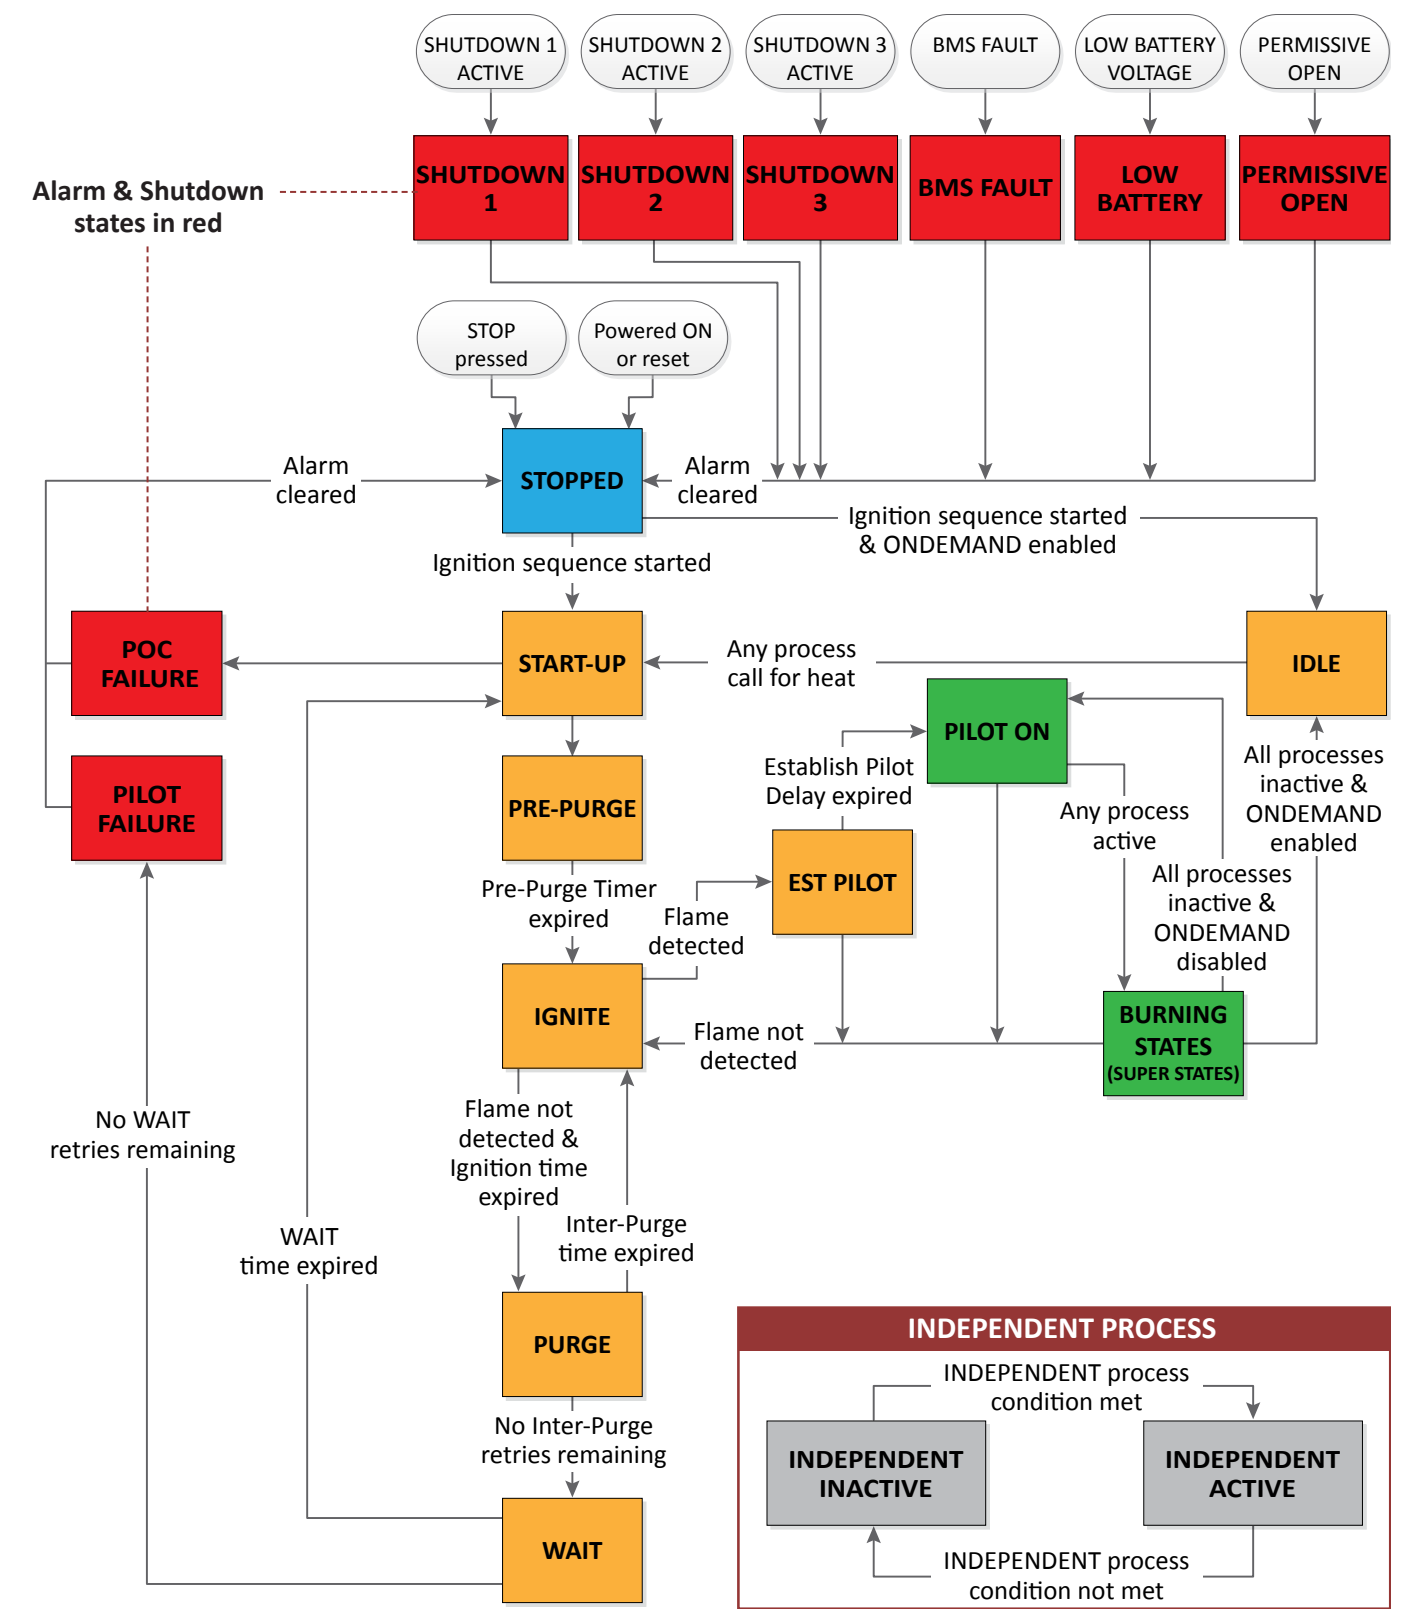 SHUTDOWN 1
ACTIVE
SHUTDOWN 2
ACTIVE
SHUTDOWN 3
ACTIVE
BMS FAULT
LOW BATTERY
VOLTAGE
PERMISSIVE
OPEN
SHUTDOWN
1
SHUTDOWN
2
SHUTDOWN
3
BMS FAULT
LOW
BATTERY
PERMISSIVE
OPEN
Alarm & Shutdown
states in red
STOP
pressed
Powered ON
or reset
Alarm
cleared
STOPPED
Alarm
cleared
Ignition sequence started
& ONDEMAND enabled
Ignition sequence started
POC
FAILURE
START-UP
Any process
call for heat
IDLE
PILOT ON
PILOT
FAILURE
PRE-PURGE
Establish Pilot
Delay expired
Any process
active
All processes
inactive &
ONDEMAND
enabled
EST PILOT
All processes
inactive &
ONDEMAND
disabled
Pre-Purge Timer
expired
Flame
detected
IGNITE
Flame not
detected
BURNING
STATES
(SUPER STATES)
No WAIT
retries remaining
Flame not
detected &
Ignition time
expired
WAIT
time expired
Inter-Purge
time expired
PURGE
No Inter-Purge
retries remaining
WAIT
INDEPENDENT PROCESS
INDEPENDENT process
condition met
INDEPENDENT
INACTIVE
INDEPENDENT
ACTIVE
INDEPENDENT process
condition not met